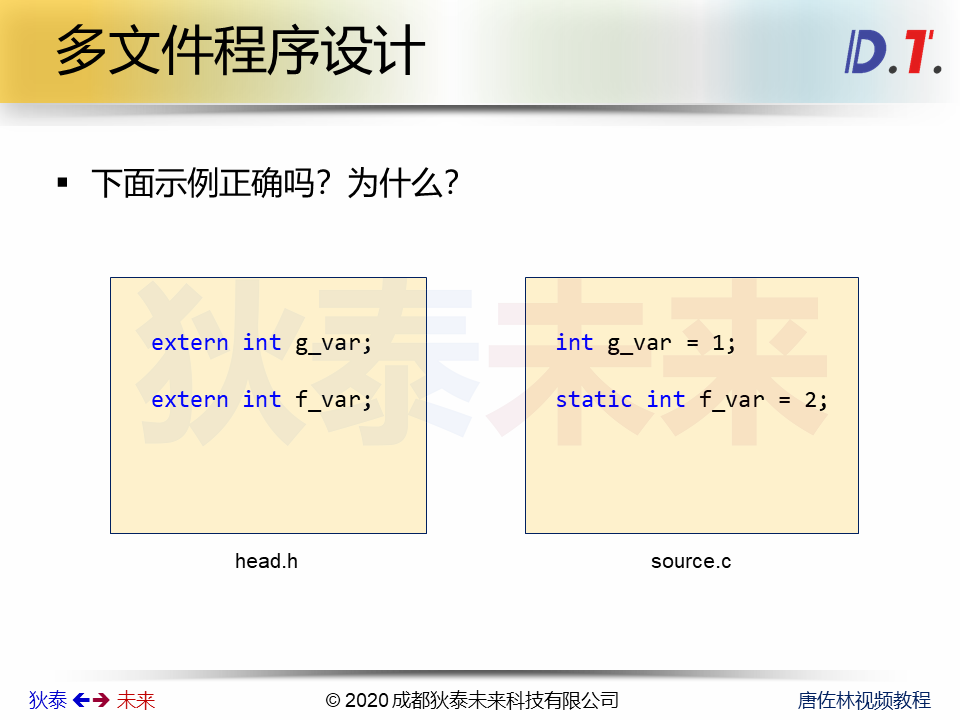 多文件程序设计
D.T.
▪ 下面示例正确吗？为什么？
狄泰未来
extern int g_var;
extern int f_var;
int g_var = 1;
static int f_var = 2;
head.h
source.c
狄泰 未来
© 2020 成都狄泰未来科技有限公司
唐佐林视频教程